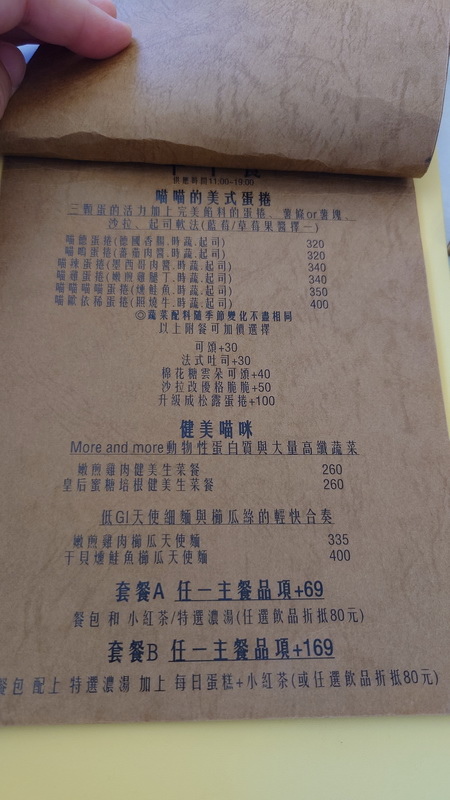 供應時間11:00~19:00
喵喵的美式蛋捲
三顆蛋的活力加上完美餡料的蛋捲、薯條or薯塊、
沙拉、起司軟法(藍莓/草莓果醬擇一)
喵德蛋捲(德國香腸.時蔬.起司) 320
喵喝蛋捲(蕃茄肉醬.時蔬.起司) 320
喵辣蛋捲(墨西哥肉醬.時蔬.起司) 340
喵雞蛋捲(嫩煎雞腿丁.時蔬.起司) 340
喵喵喵喵蛋捲(燻鮭魚.時蔬.起司) 350
喵歐依稀蛋捲(照燒牛.時蔬.起司) 400
◎蔬菜配料隨季節變化不盡相同
以上附餐可加價選擇
可頌+30
法式吐司+30
棉花糖雲朵可頌+40
沙拉改優格脆脆+50
升級成松露蛋捲+100
健美喵咪
More and more動物性蛋白質與大量高纖蔬菜
嫩煎雞肉健美生菜餐 260
皇后蜜糖培根健美生菜餐 260
低GI天使細麵與櫛瓜絲的輕快合奏
嫩煎雞肉櫛瓜天使麵 335
干貝燻鮭魚櫛瓜天使麵 400
套餐A 任一主餐品項+69
餐包 和 小紅茶/特選濃湯(任選飲品折抵80元)
套餐B 任一主餐品項+169
餐包 配上 特選濃湯 加上 每日蛋糕+小紅茶(或任選飲品折抵80元)